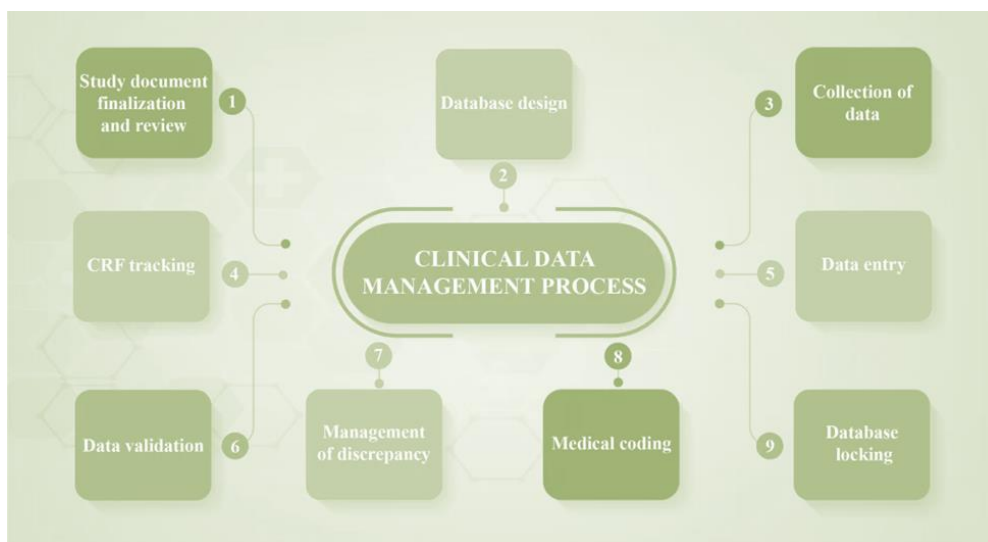 Study document
finalization
and review
1
Database design
2
Collection of
data
3
CRF tracking
4
CLINICAL DATA
MANAGEMENT PROCESS
Data entry
5
Data validation
6
Management
of discrepancy
7
Medical coding
8
Database
locking
9